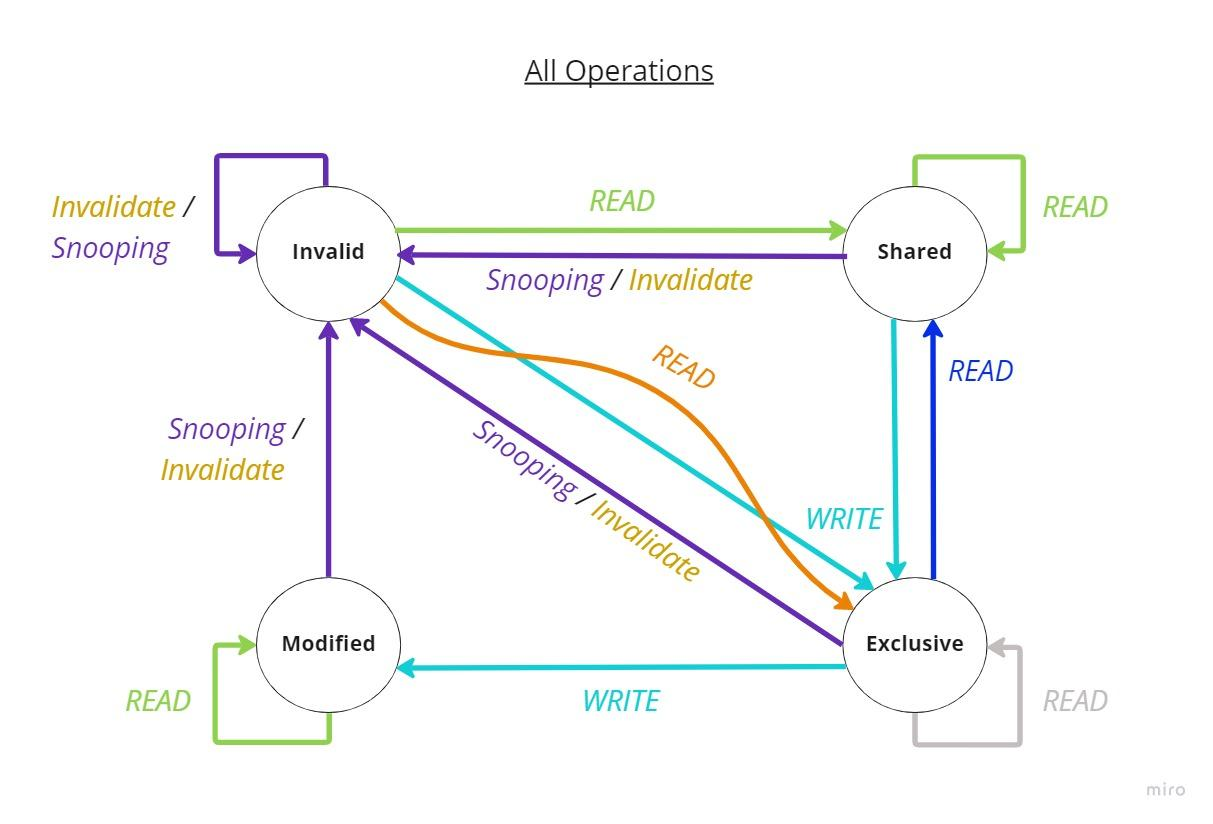 All Operations
Invalidate /
Snooping
READ
READ
Invalid
Shared
Snooping / Invalidate
READ
READ
Snooping /
Invalidate
Snooping / Invalidate
WRITE
Modified
Exclusive
READ
WRITE
READ
miro